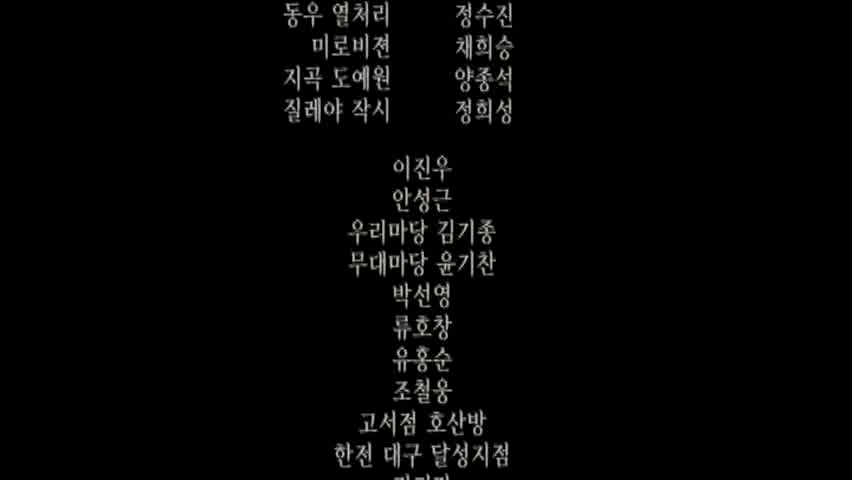 동우 열처리 정수진
미로비젼 채희승
지곡 도예원 양종석
질레야 작시 정희성
이진우
안성근
우리마당 김기종
무대마당 윤기찬
박선영
류호창
유홍순
조철웅
고서점 호산방
한전 대구 달성지점